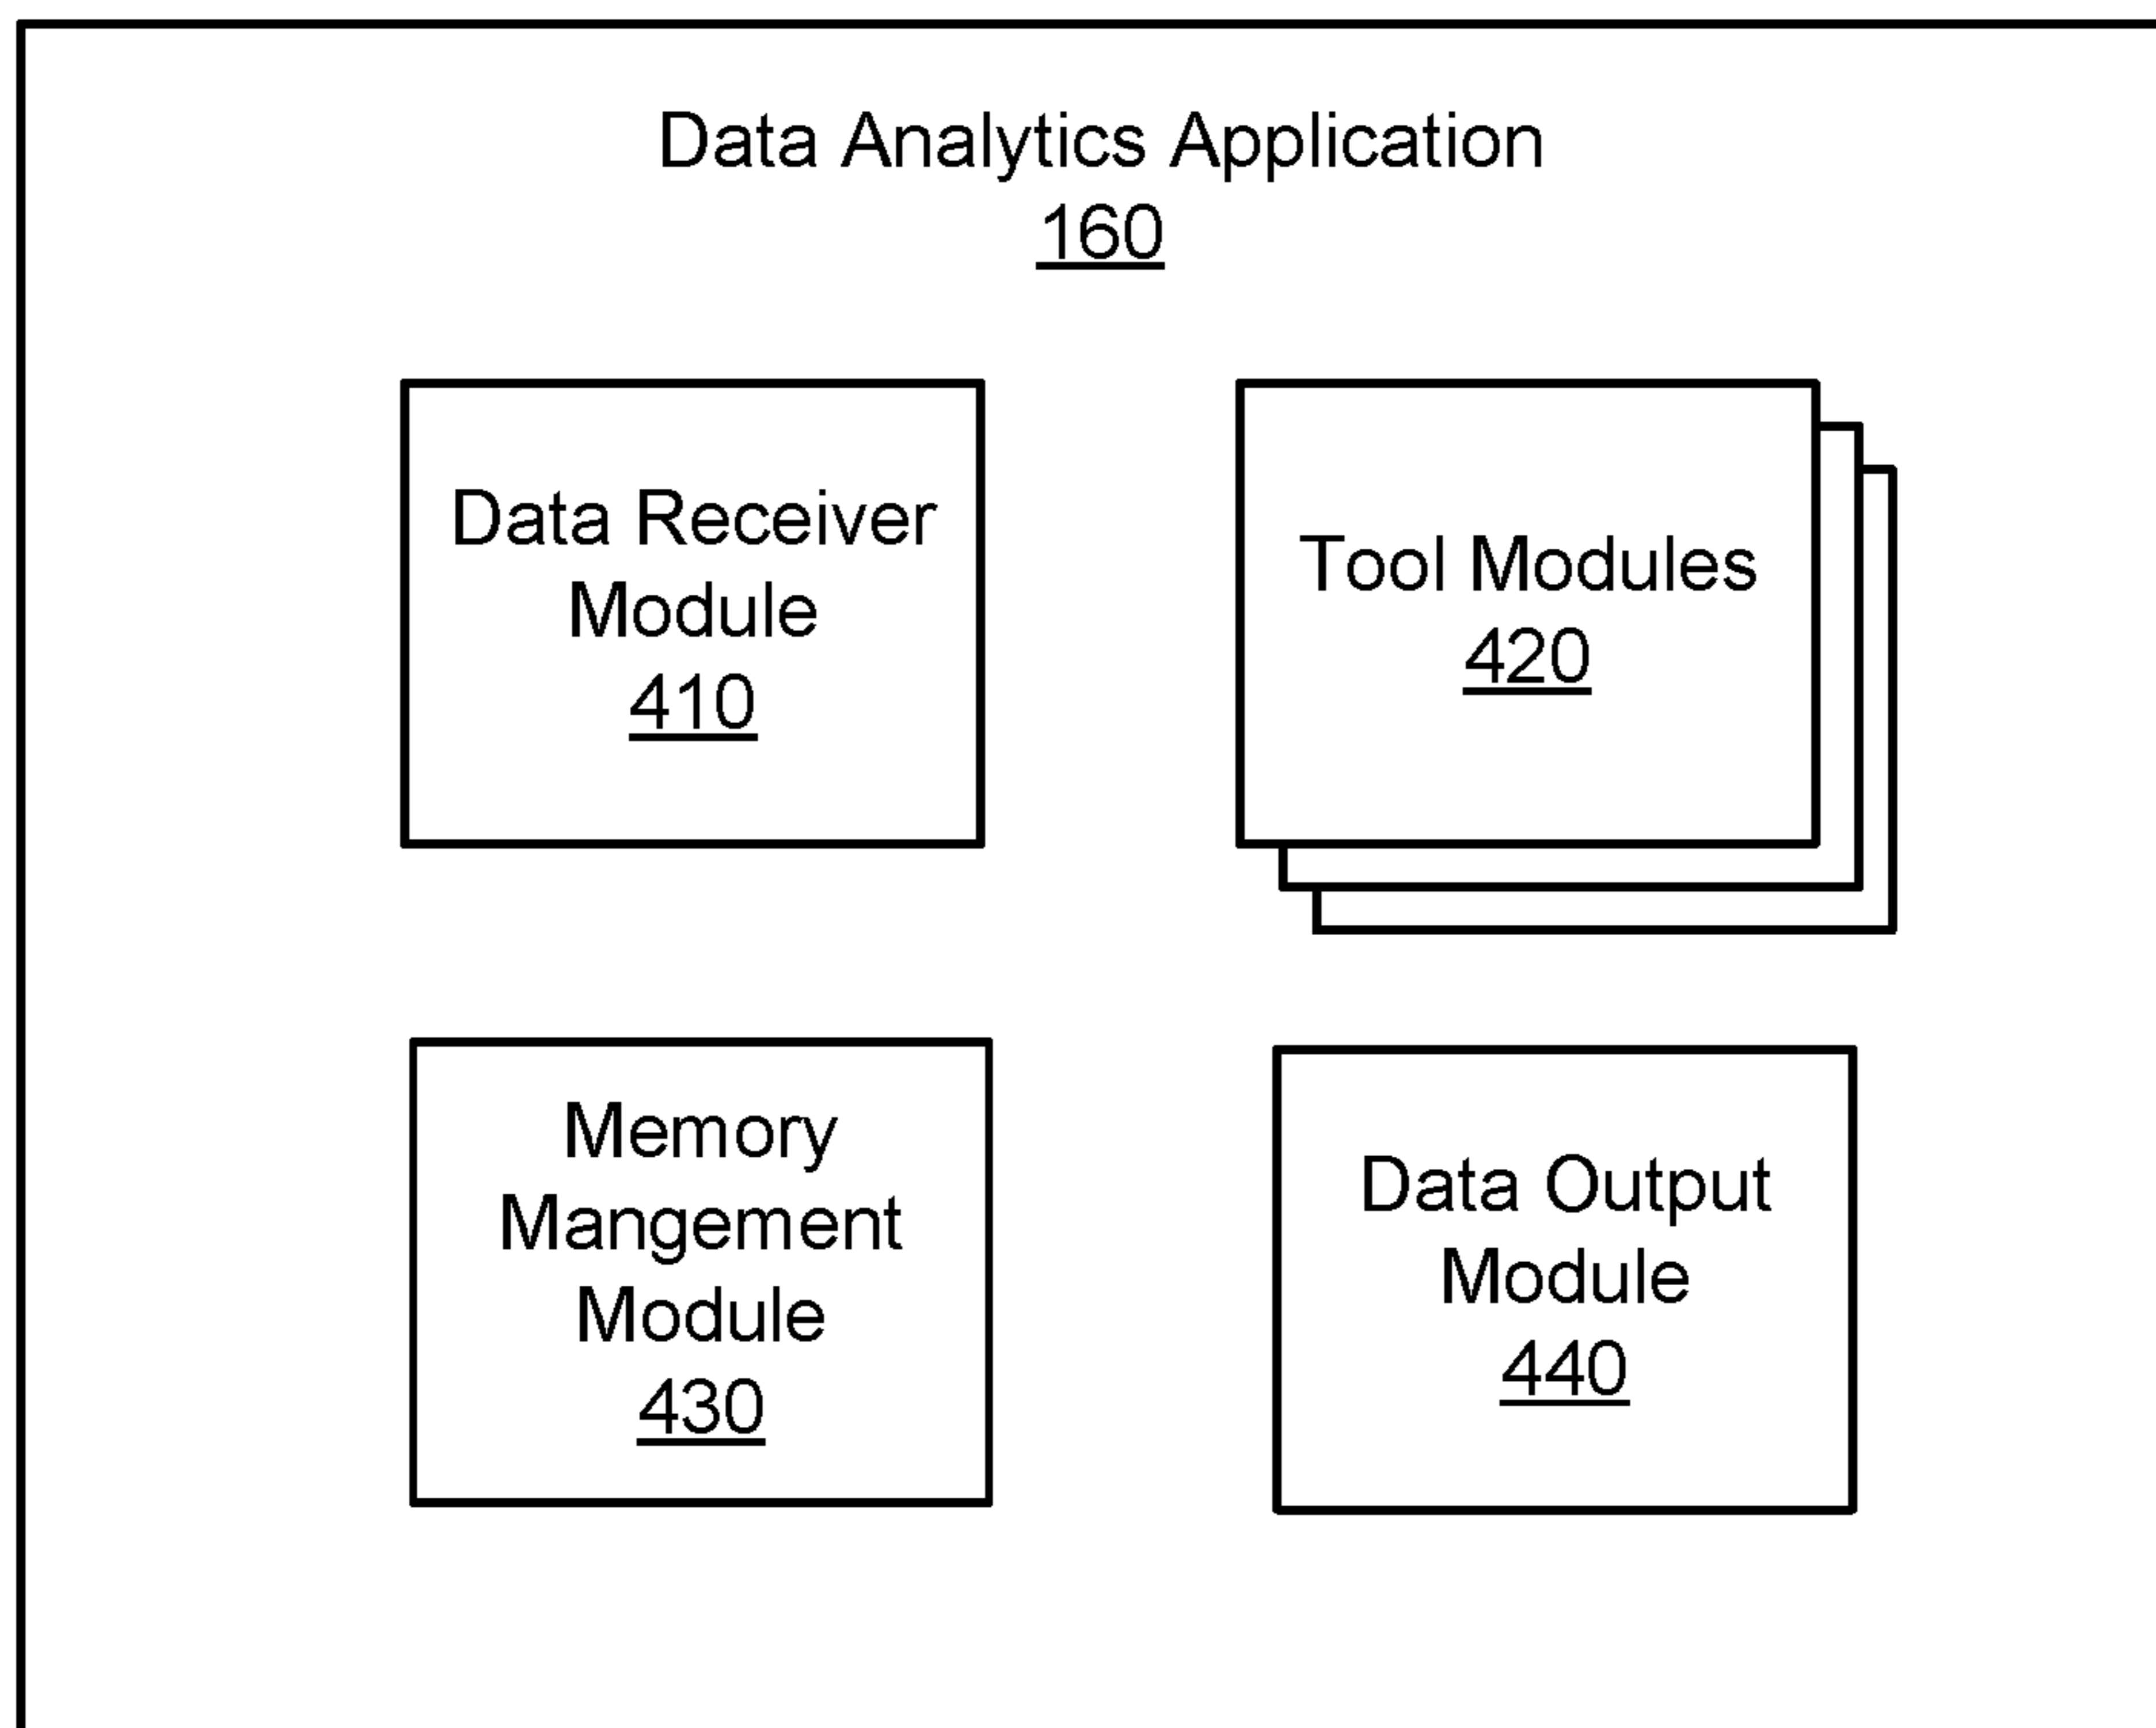 Data Analytics Application
160
Data Receiver
Module
410
Tool Modules
420
Memory
Mangement
Module
430
Data Output
Module
440